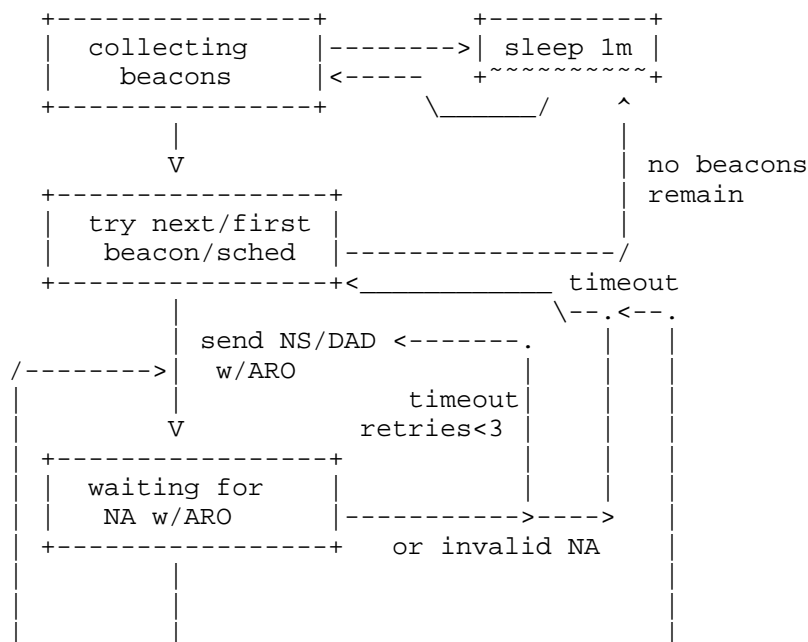 collecting
sleep 1m
beacons
V
no beacons
remain
try next/first
beacon/sched
timeout
send NS/DAD
w/ARO
timeout
V
retries<3
waiting for
NA w/ARO
or invalid NA